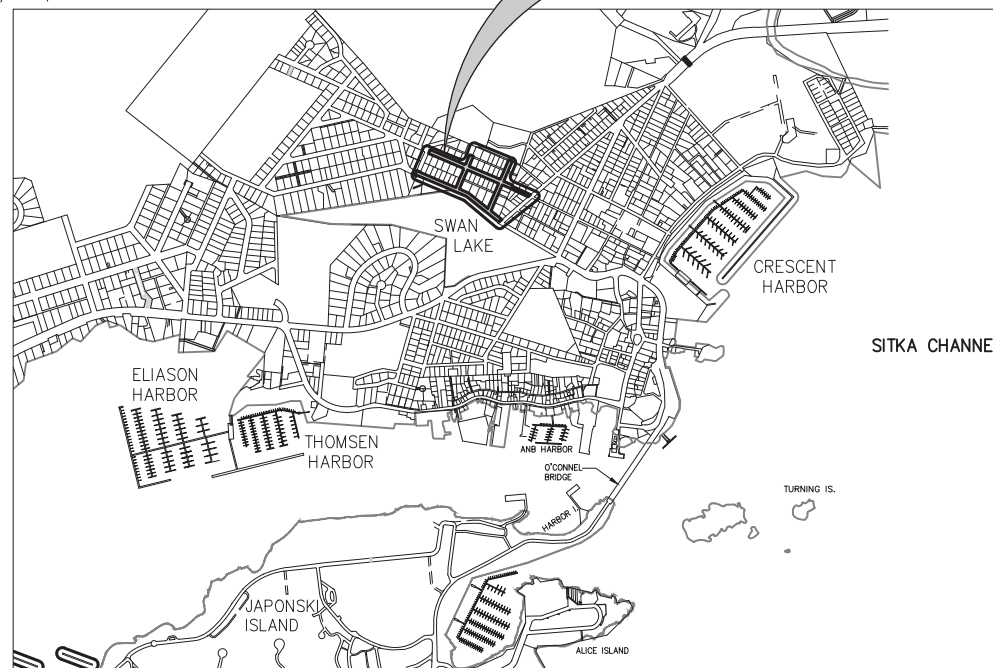 SWAN
LAKE
CRESCENT
HARBOR
SITKA CHANNE
ELIASON
HARBOR
THOMSEN
HARBOR
ANB HARBOR
O'CONNEL
BRIDGE
TURNING IS.
HARBOR I.
JAPONSKI
ISLAND
ALICE ISLAND